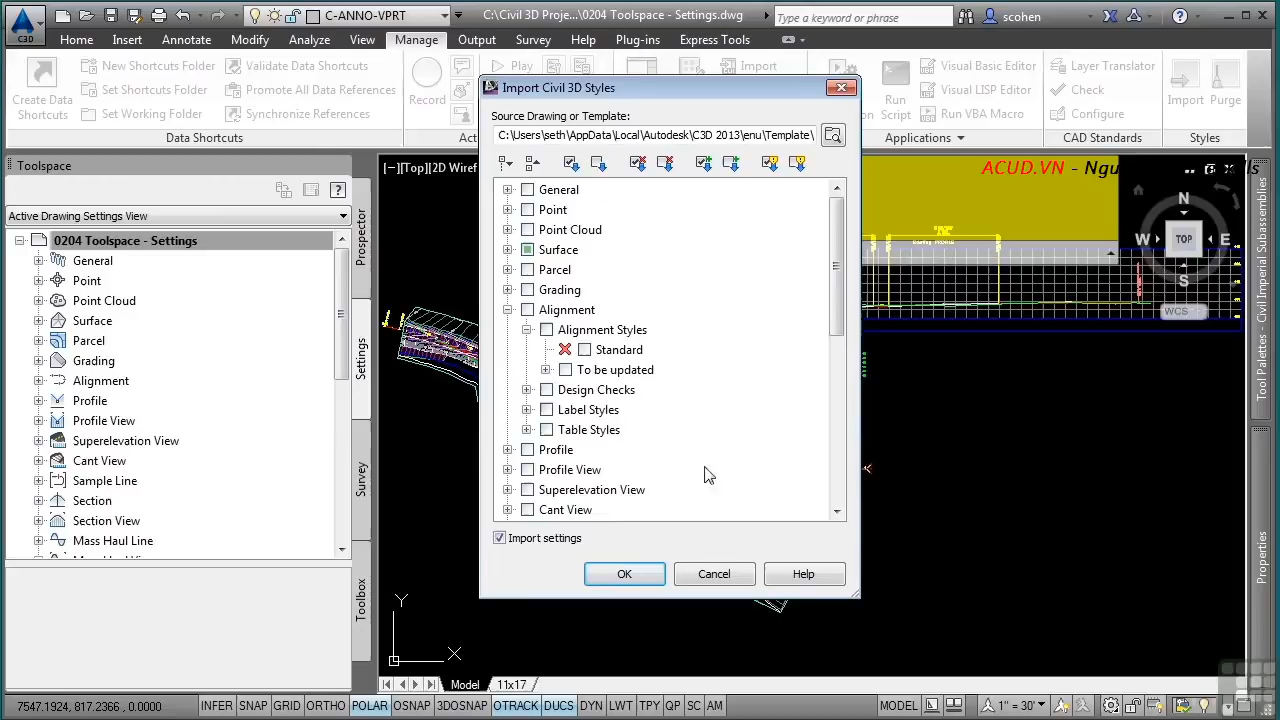 C-ANNO-VPRT
C:\Civil 3D Proje...\0204 Toolspace - Settings.dwg
Type a keyword or phrase
scohen
C3D
Home Insert Annotate Modify Analyze View Manage Output Survey Help Plug-ins Express Tools
Create Data Shortcuts
New Shortcuts Folder
Set Shortcuts Folder
Set Working Folder
Validate Data Shortcuts
Promote All Data References
Synchronize References
Data Shortcuts
Record
Play
Import
Run Script
Visual Basic Editor
Visual LISP Editor
Run VBA Macro
Applications
Layer Translator
Check
Configure
CAD Standards
Import
Purge
Styles
Toolspace
Active Drawing Settings View
0204 Toolspace - Settings
General
Point
Point Cloud
Surface
Parcel
Grading
Alignment
Profile
Profile View
Superelevation View
Cant View
Sample Line
Section
Section View
Mass Haul Line
Prospector
Settings
Survey
Toolbox
[−][Top][2D Wiref
ACUD.VN
Import Civil 3D Styles
Source Drawing or Template:
C:\Users\seth\AppData\Local\Autodesk\C3D 2013\enu\Template\
General
Point
Point Cloud
Surface
Parcel
Grading
Alignment
Alignment Styles
Standard
To be updated
Design Checks
Label Styles
Table Styles
Profile
Profile View
Superelevation View
Cant View
Import settings
OK Cancel Help
N
W TOP E
S
WCS
Tool Palettes - Civil Imperial Subassemblies
Properties
Y
X
Model 11x17
7547.1924, 817.2366, 0.0000 INFER SNAP GRID ORTHO POLAR OSNAP 3DOSNAP OTRACK DUCS DYN LWT TPY QP SC AM MODEL 1" = 30'